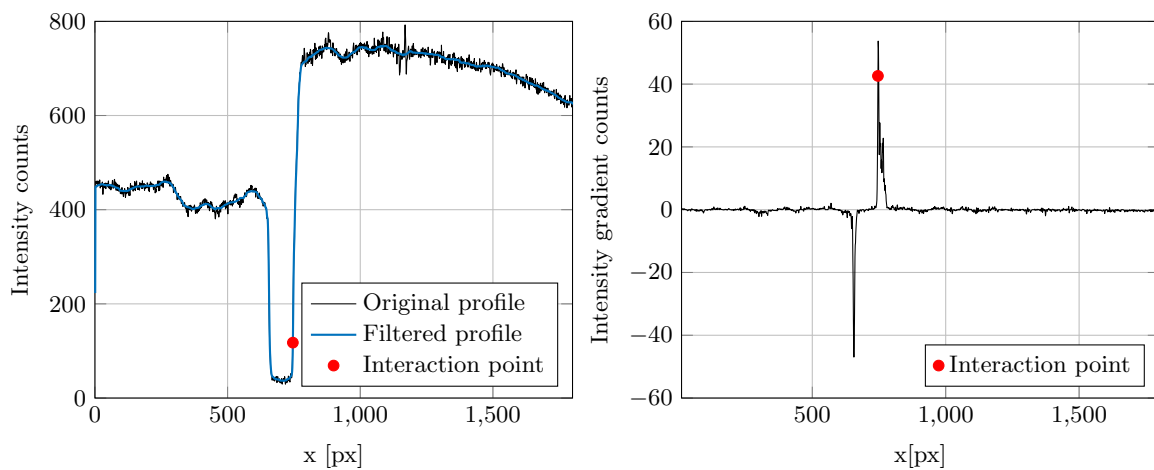 800
600
400
200
0
0
500
1,000
1,500
x [px]
Intensity counts
Original profile
Filtered profile
Interaction point
60
40
20
0
−20
−40
−60
500
1,000
1,500
x[px]
Intensity gradient counts
Interaction point